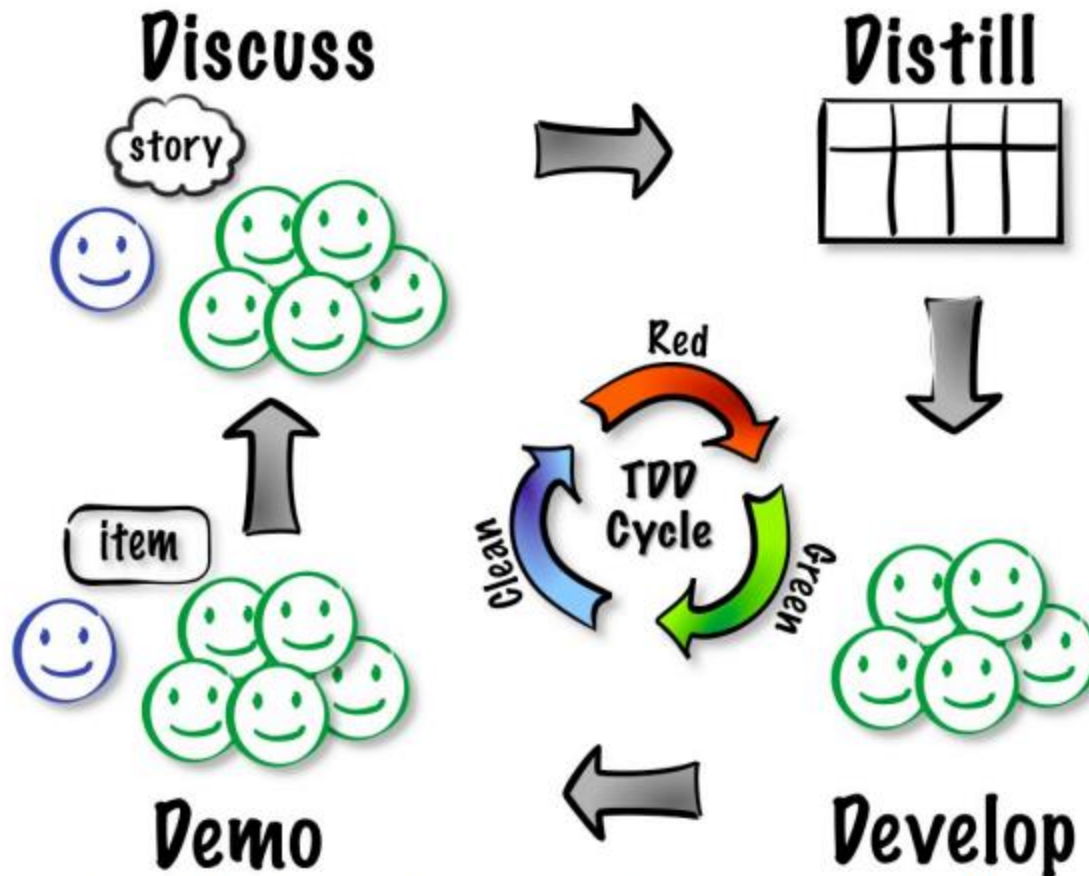 Discuss
Distill
story
Red
TDD
Cycle
Clean
Green
item
Demo
Develop